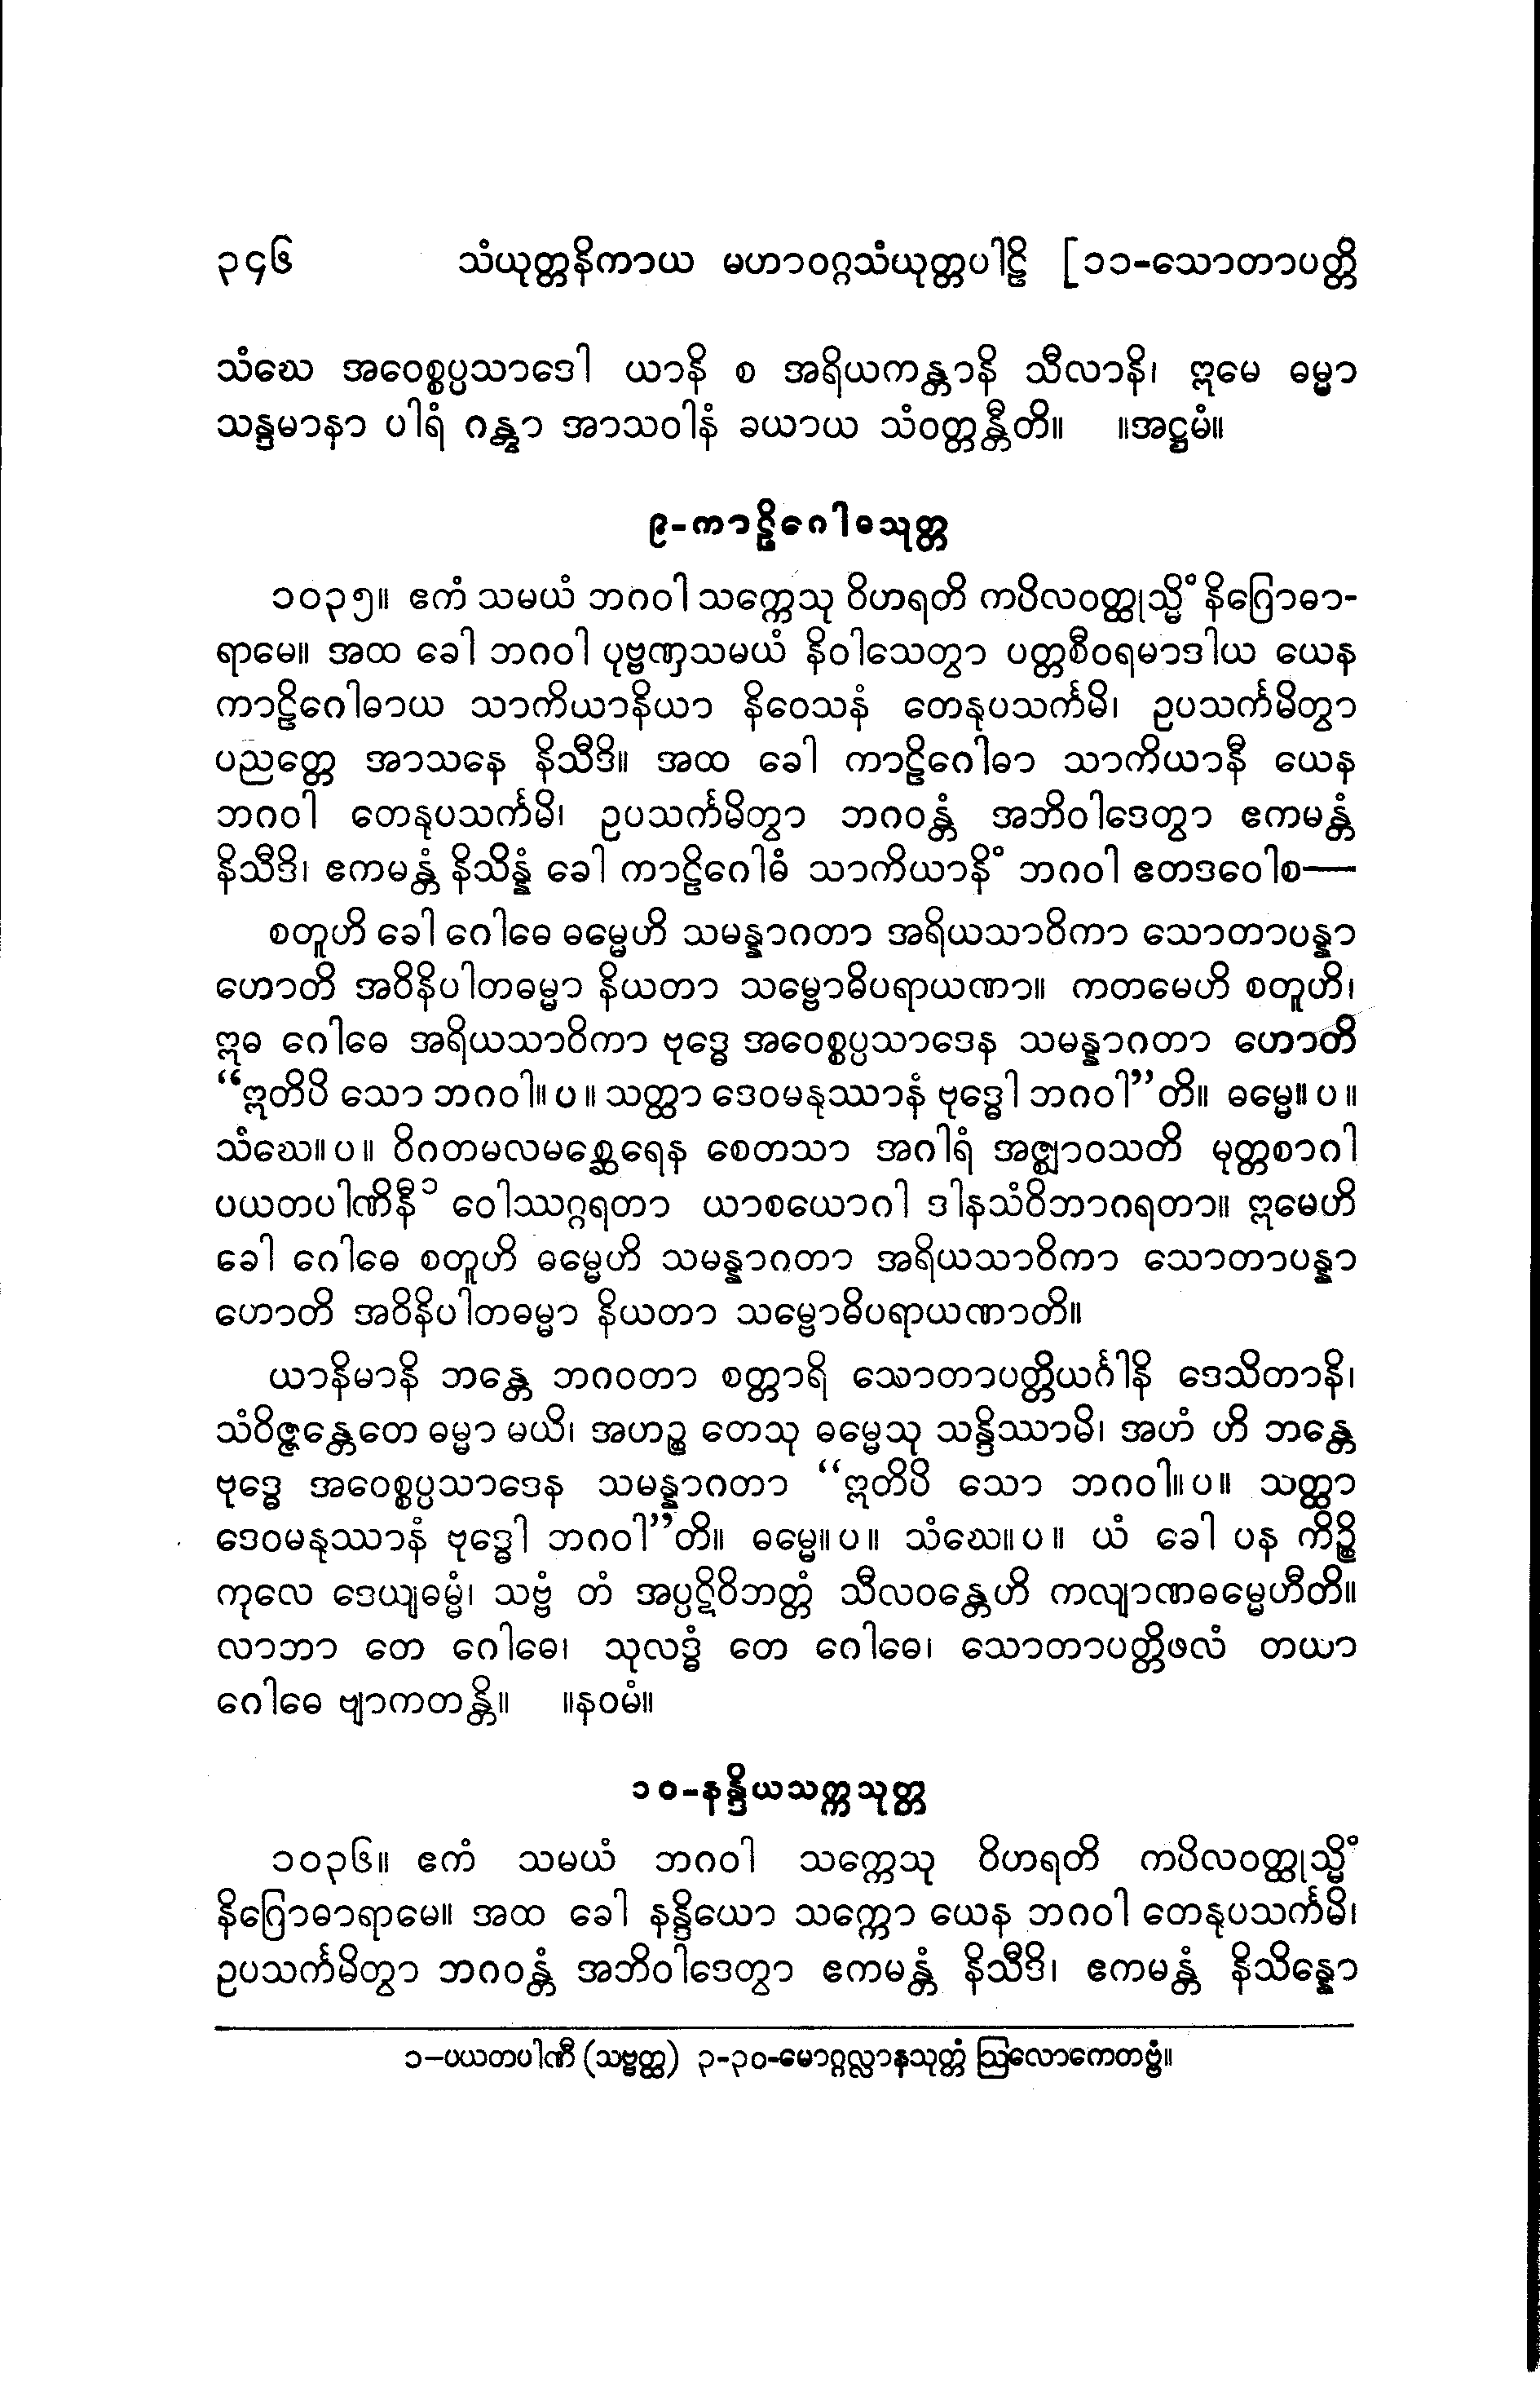 ၃၄၆ သံယုတ္တနိကာယ မဟာဝဂ္ဂသံယုတ္တပါဠိ [၁၁-သောတာပတ္တိ
သံဃေ အဝေစ္စပ္ပသာဒေါ ယာနိ စ အရိယကန္တာနိ သီလာနိ၊ ဣမေ ဓမ္မာ
သန္ဒမာနာ ပါရံ ဂန္တွာ အာသဝါနံ ခယာယ သံဝတ္တန္တီတိ။ ။အဋ္ဌမံ။
၉-ကာဠိဂေါဓသုတ္တ
၁၀၃၅။ ဧကံ သမယံ ဘဂဝါ သက္ကေသု ဝိဟရတိ ကပိလဝတ္ထုသ္မိံ နိဂြောဓာ-
ရာမေ။ အထ ခေါ ဘဂဝါ ပုဗ္ဗဏှသမယံ နိဝါသေတွာ ပတ္တစီဝရမာဒါယ ယေန
ကာဠိဂေါဓာယ သာကိယာနိယာ နိဝေသနံ တေနုပသင်္ကမိ၊ ဥပသင်္ကမိတွာ
ပညတ္တေ အာသနေ နိသီဒိ။ အထ ခေါ ကာဠိဂေါဓာ သာကိယာနီ ယေန
ဘဂဝါ တေနုပသင်္ကမိ၊ ဥပသင်္ကမိတွာ ဘဂဝန္တံ အဘိဝါဒေတွာ ဧကမန္တံ
နိသီဒိ၊ ဧကမန္တံ နိသိန္နံ ခေါ ကာဠိဂေါဓံ သာကိယာနိံ ဘဂဝါ ဧတဒဝေါစ—
စတူဟိ ခေါ ဂေါဓေ ဓမ္မေဟိ သမန္နာဂတာ အရိယသာဝိကာ သောတာပန္နာ
ဟောတိ အဝိနိပါတဓမ္မာ နိယတာ သမ္ဗောဓိပရာယဏာ။ ကတမေဟိ စတူဟိ၊
ဣဓ ဂေါဓေ အရိယသာဝိကာ ဗုဒ္ဓေ အဝေစ္စပ္ပသာဒေန သမန္နာဂတာ ဟောတိ
“ဣတိပိ သော ဘဂဝါ။ပ။ သတ္ထာ ဒေဝမနုဿာနံ ဗုဒ္ဓေါ ဘဂဝါ”တိ။ ဓမ္မေ။ပ။
သံဃေ။ပ။ ဝိဂတမလမစ္ဆေရေန စေတသာ အဂါရံ အဇ္ဈာဝသတိ မုတ္တစာဂါ
ပယတပါဏိနီ၁ ဝေါဿဂ္ဂရတာ ယာစယောဂါ ဒါနသံဝိဘာဂရတာ။ ဣမေဟိ
ခေါ ဂေါဓေ စတူဟိ ဓမ္မေဟိ သမန္နာဂတာ အရိယသာဝိကာ သောတာပန္နာ
ဟောတိ အဝိနိပါတဓမ္မာ နိယတာ သမ္ဗောဓိပရာယဏာတိ။
ယာနိမာနိ ဘန္တေ ဘဂဝတာ စတ္တာရိ သောတာပတ္တိယင်္ဂါနိ ဒေသိတာနိ၊
သံဝိဇ္ဇန္တေတေ ဓမ္မာ မယိ၊ အဟဉ္စ တေသု ဓမ္မေသု သန္ဒိဿာမိ၊ အဟံ ဟိ ဘန္တေ
ဗုဒ္ဓေ အဝေစ္စပ္ပသာဒေန သမန္နာဂတာ “ဣတိပိ သော ဘဂဝါ။ပ။ သတ္ထာ
ဒေဝမနုဿာနံ ဗုဒ္ဓေါ ဘဂဝါ”တိ။ ဓမ္မေ။ပ။ သံဃေ။ပ။ ယံ ခေါ ပန ကိဉ္စိ
ကုလေ ဒေယျဓမ္မံ၊ သဗ္ဗံ တံ အပ္ပဋိဝိဘတ္တံ သီလဝန္တေဟိ ကလျာဏဓမ္မေဟီတိ။
လာဘာ တေ ဂေါဓေ၊ သုလဒ္ဓံ တေ ဂေါဓေ၊ သောတာပတ္တိဖလံ တယာ
ဂေါဓေ ဗျာကတန္တိ။ ။နဝမံ။
၁၀-နန္ဒိယသက္ကသုတ္တ
၁၀၃၆။ ဧကံ သမယံ ဘဂဝါ သက္ကေသု ဝိဟရတိ ကပိလဝတ္ထုသ္မိံ
နိဂြောဓာရာမေ။ အထ ခေါ နန္ဒိယော သက္ကော ယေန ဘဂဝါ တေနုပသင်္ကမိ၊
ဥပသင်္ကမိတွာ ဘဂဝန္တံ အဘိဝါဒေတွာ ဧကမန္တံ နိသီဒိ၊ ဧကမန္တံ နိသိန္နော
၁-ပယတပါဏီ (သဗ္ဗတ္ထ) ၃-၃၀-မောဂ္ဂလ္လာနသုတ္တံ ဩလောကေတဗ္ဗံ။